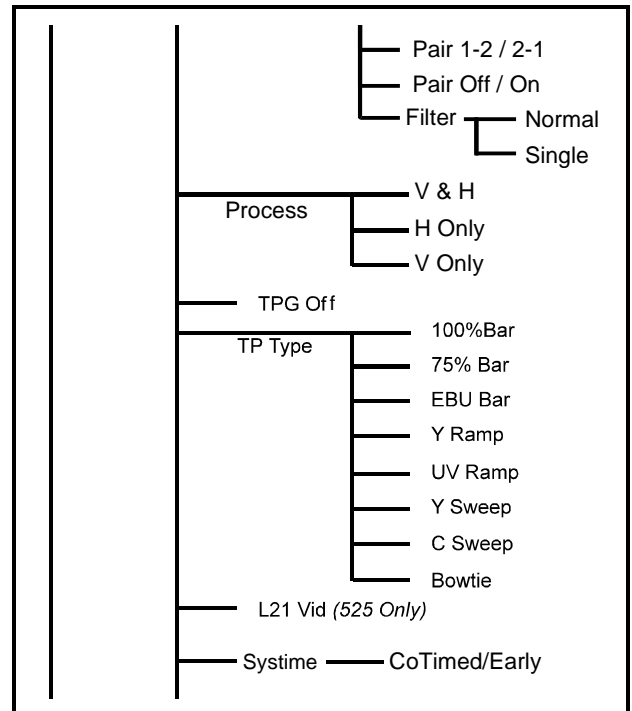 Pair 1-2 / 2-1
Pair Off / On
Filter
Normal
Single
V & H
Process
H Only
V Only
TPG Off
100%Bar
TP Type
75% Bar
EBU Bar
Y Ramp
UV Ramp
Y Sweep
C Sweep
Bowtie
L21 Vid (525 Only)
Systime
CoTimed/Early